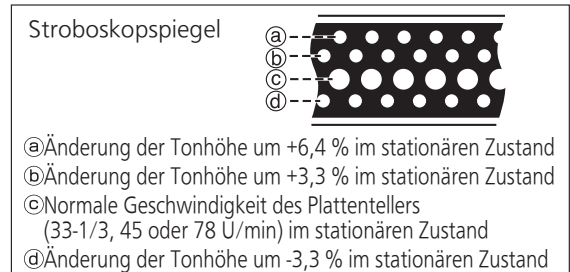 Stroboskopspiegel
ⓐ
ⓑ
ⓒ
ⓓ
ⓐÄnderung der Tonhöhe um +6,4 % im stationären Zustand
ⓑÄnderung der Tonhöhe um +3,3 % im stationären Zustand
ⓒNormale Geschwindigkeit des Plattentellers
(33-1/3, 45 oder 78 U/min) im stationären Zustand
ⓓÄnderung der Tonhöhe um -3,3 % im stationären Zustand